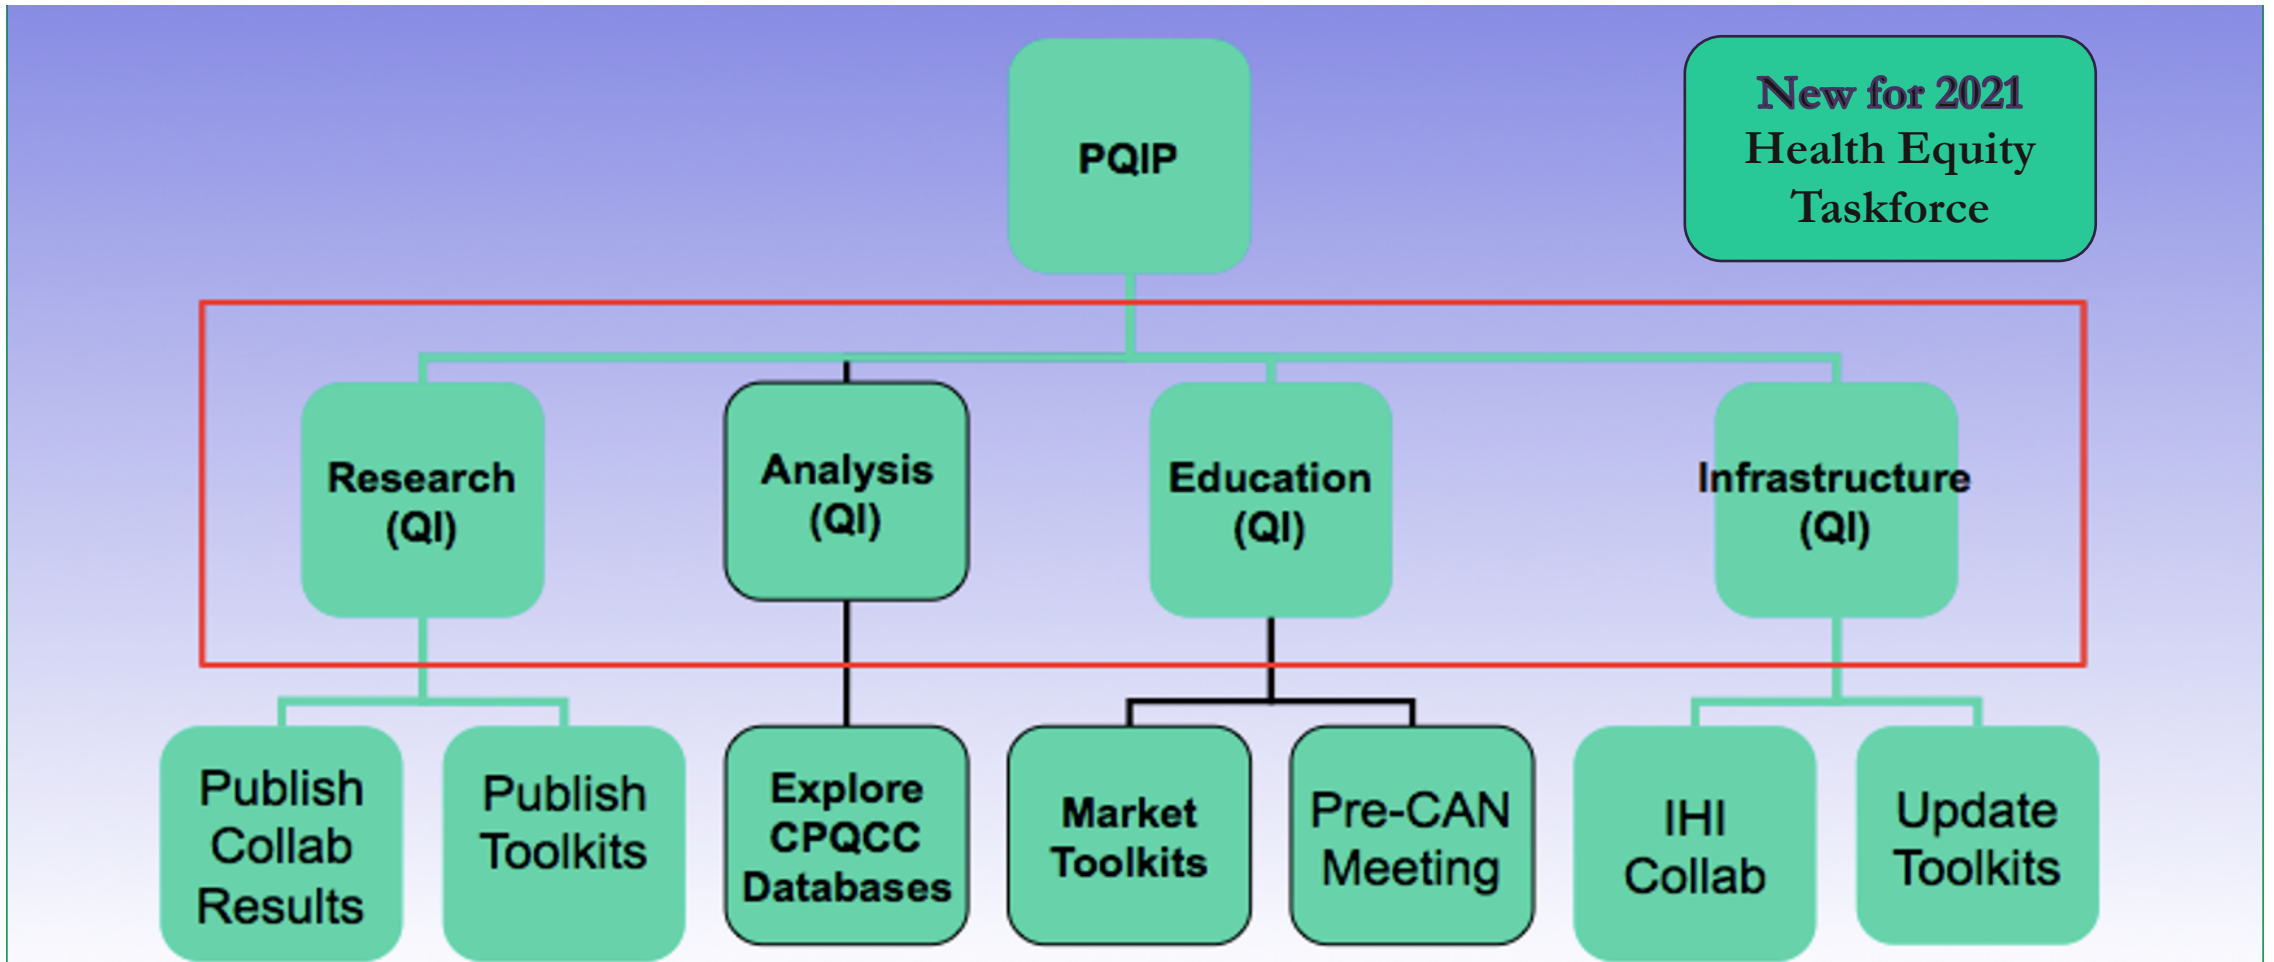 PQIP
New for 2021
Health Equity
Taskforce
Research
(QI)
Analysis
(QI)
Education
(QI)
Infrastructure
(QI)
Publish
Collab
Results
Publish
Toolkits
Explore
CPQCC
Databases
Market
Toolkits
Pre-CAN
Meeting
IHI
Collab
Update
Toolkits